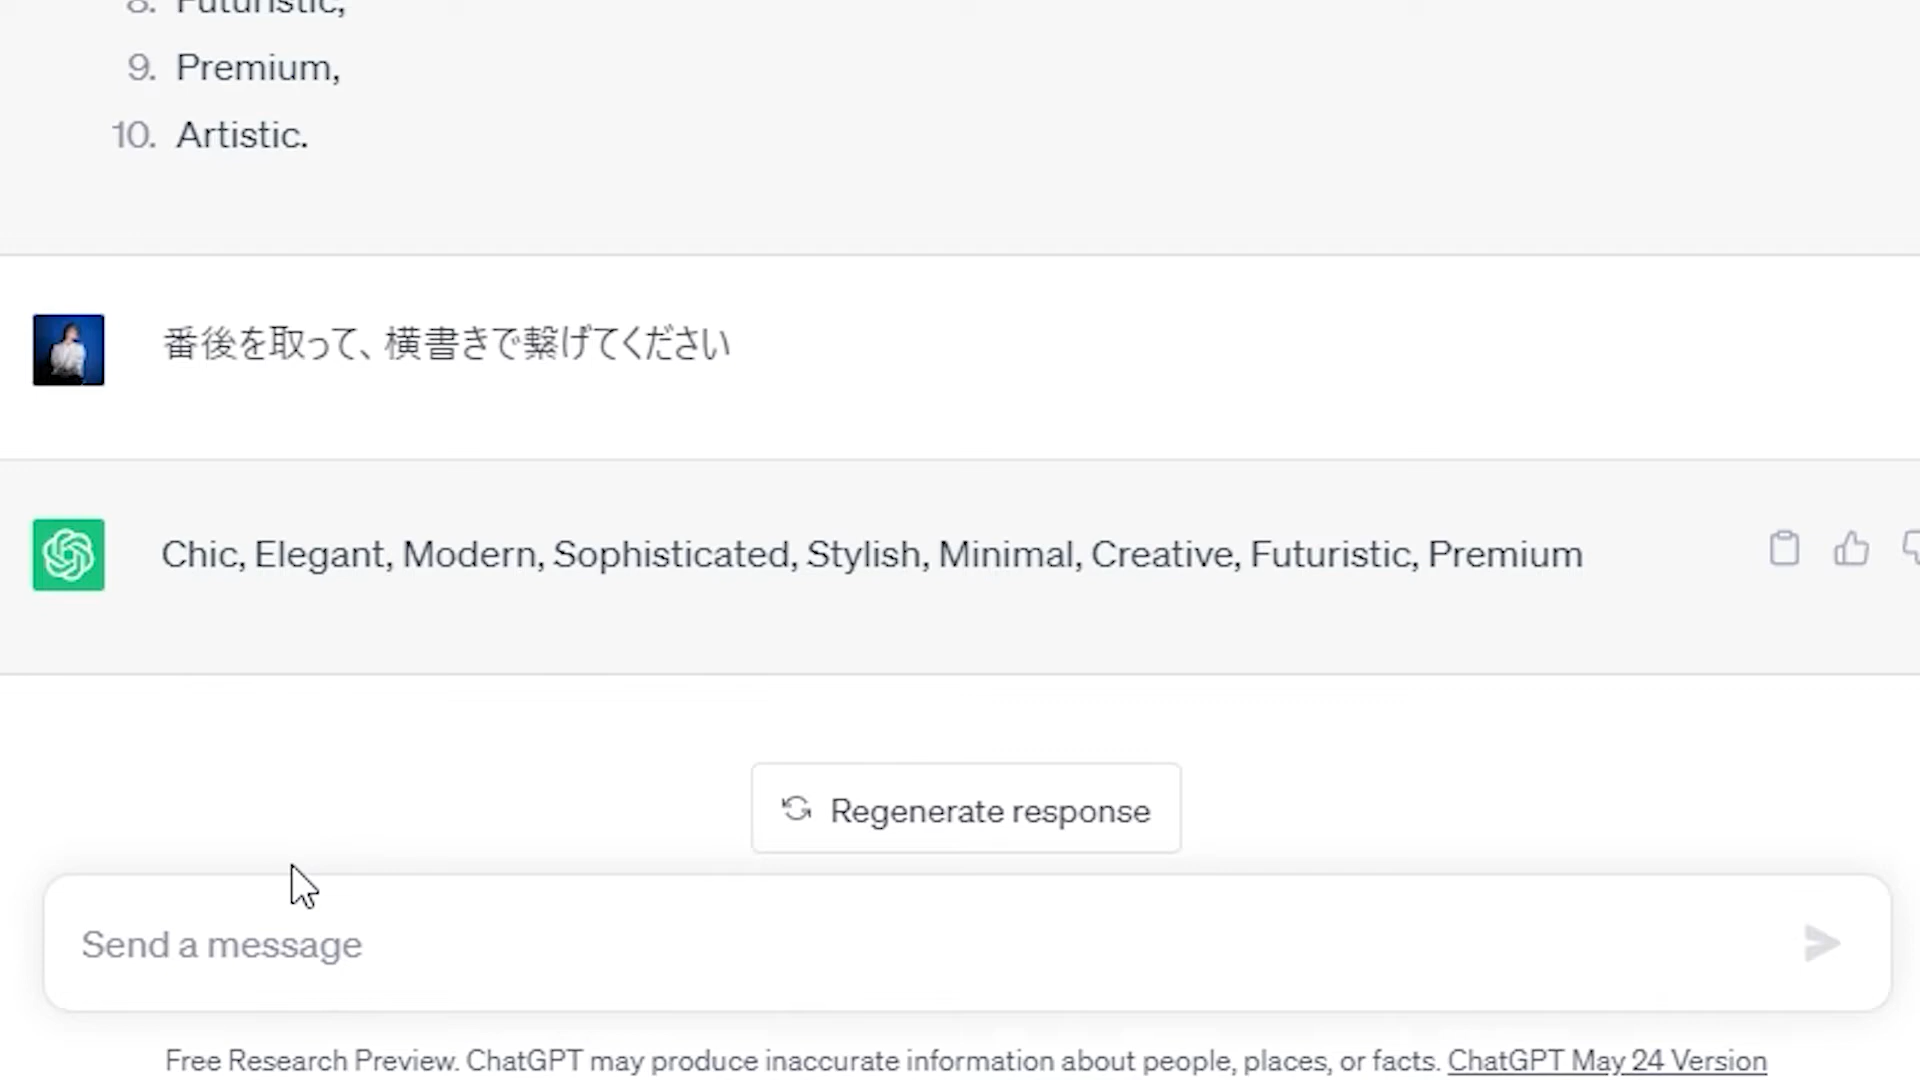 8. Futuristic,
9. Premium,
10. Artistic.
番後を取って、横書きで繋げてください
Chic, Elegant, Modern, Sophisticated, Stylish, Minimal, Creative, Futuristic, Premium
Regenerate response
Send a message
Free Research Preview. ChatGPT may produce inaccurate information about people, places, or facts. ChatGPT May 24 Version